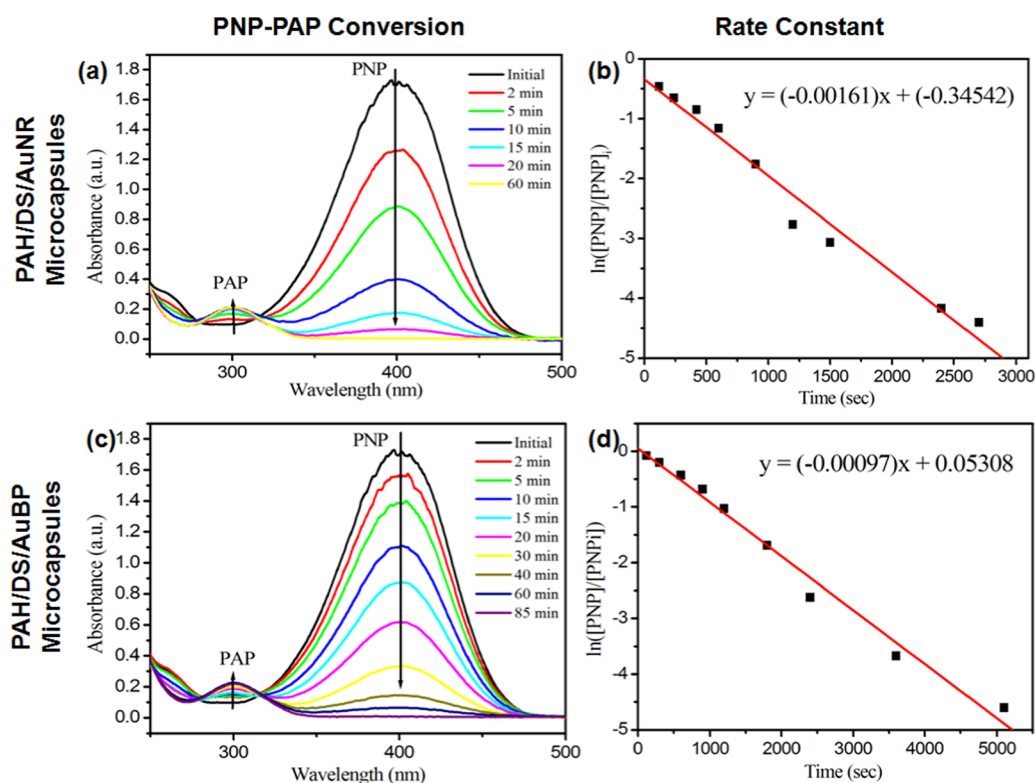 PNP-PAP Conversion
Rate Constant
PAH/DS/AuNR
Microcapsules
(a)
1.8
1.6
1.4
1.2
1.0
0.8
0.6
0.4
0.2
0.0
Absorbance (a.u.)
PNP
PAP
Initial
2 min
5 min
10 min
15 min
20 min
60 min
300
400
500
Wavelength (nm)
(b)
0
-1
-2
-3
-4
-5
ln([PNP]/[PNP]i)
y = (-0.00161)x + (-0.34542)
0
500
1000
1500
2000
2500
3000
Time (sec)
PAH/DS/AuBP
Microcapsules
(c)
1.8
1.6
1.4
1.2
1.0
0.8
0.6
0.4
0.2
0.0
Absorbance (a.u.)
PNP
PAP
Initial
2 min
5 min
10 min
15 min
20 min
30 min
40 min
60 min
85 min
300
400
500
Wavelength (nm)
(d)
0
-1
-2
-3
-4
-5
ln([PNP]/[PNPi])
y = (-0.00097)x + 0.05308
0
1000
2000
3000
4000
5000
Time (sec)